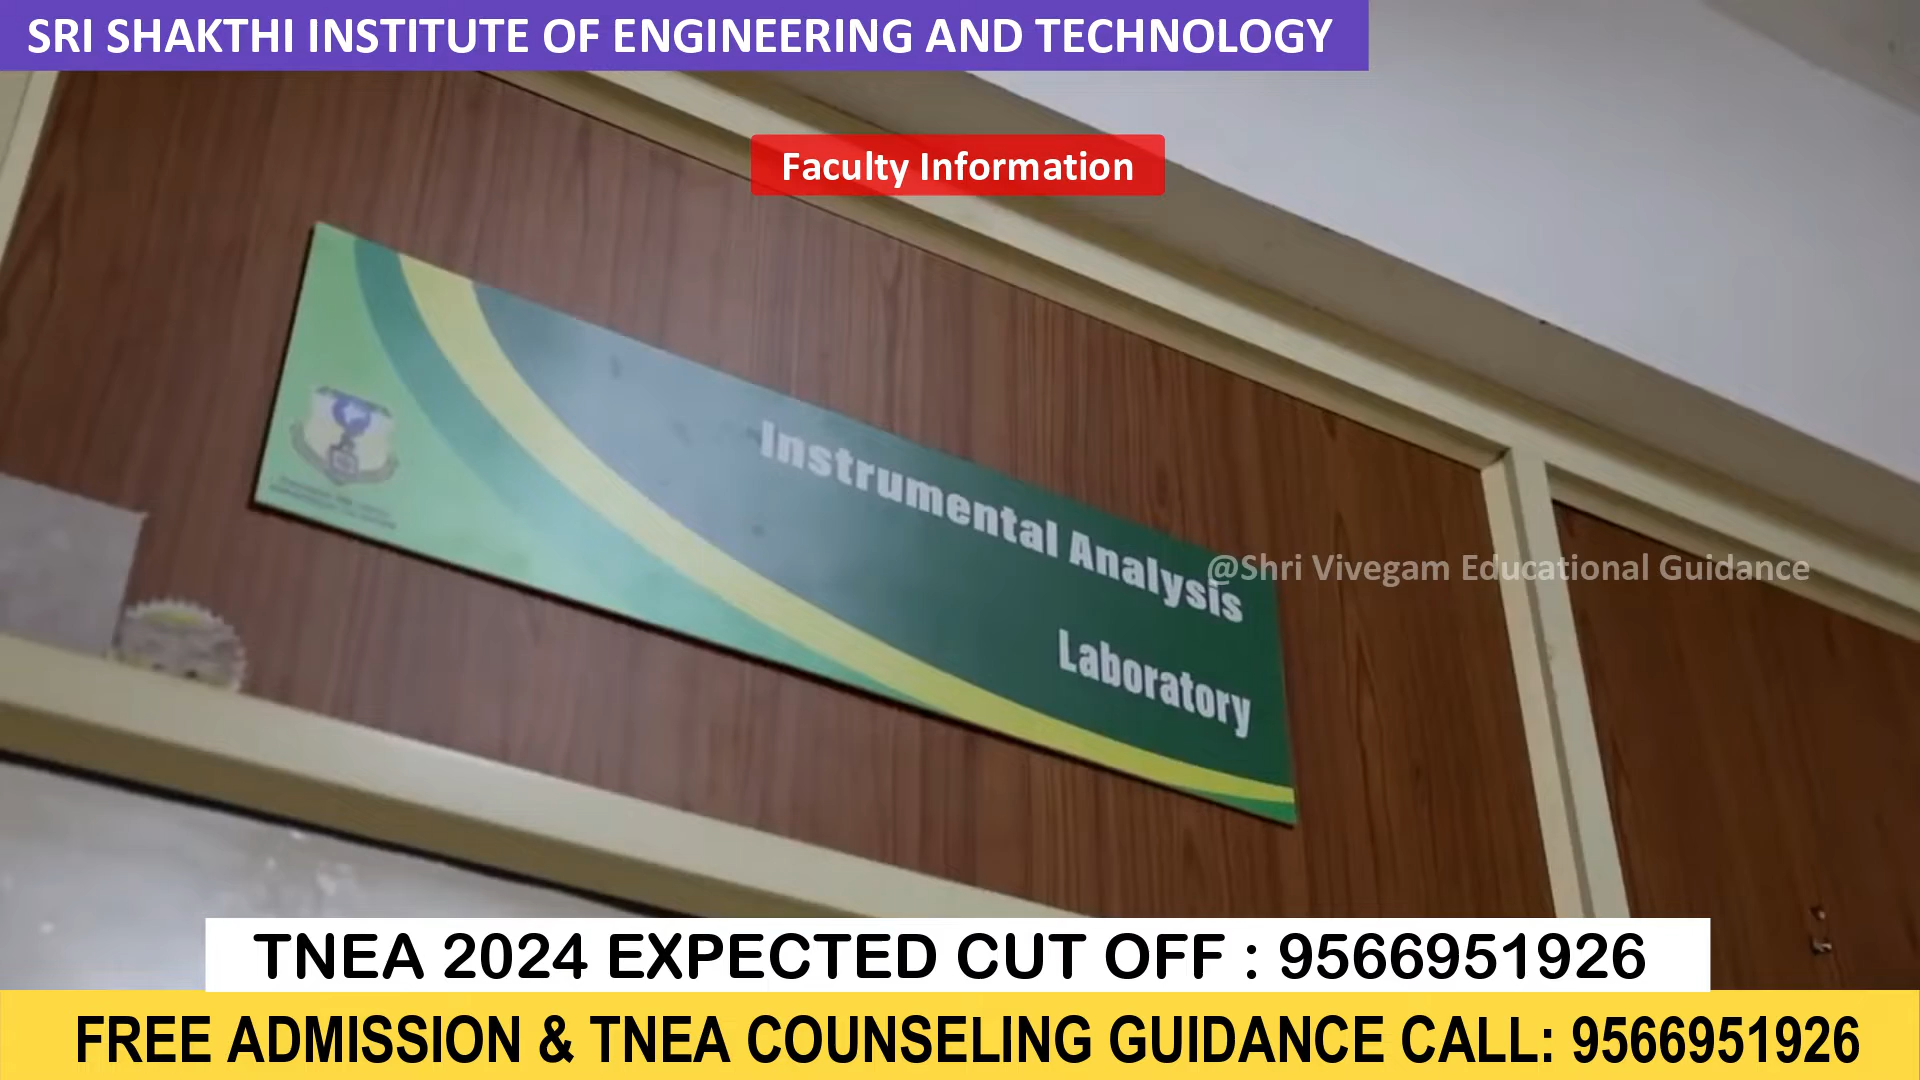 SRI SHAKTHI INSTITUTE OF ENGINEERING AND TECHNOLOGY
Faculty Information
Instrumental Analysis
@Shri Vivegam Educational Guidance
Laboratory
TNEA 2024 EXPECTED CUT OFF : 9566951926
FREE ADMISSION & TNEA COUNSELING GUIDANCE CALL: 9566951926